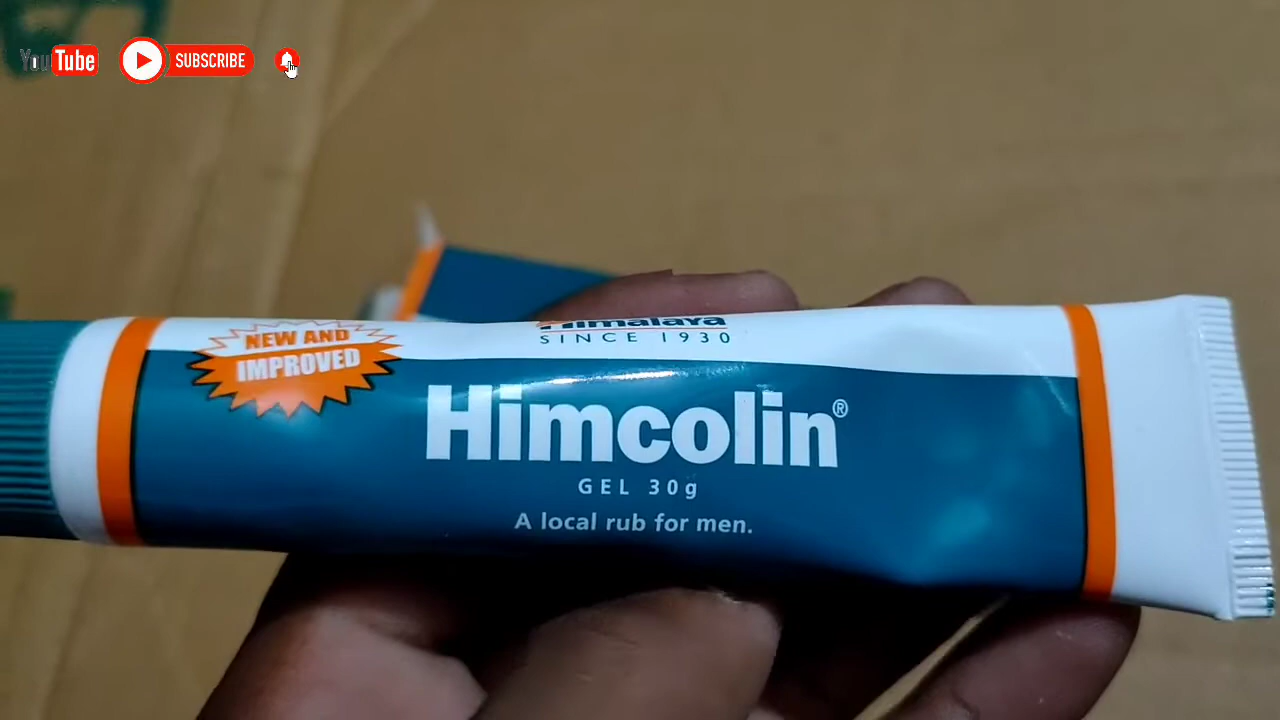 YouTube SUBSCRIBE
NEW AND
IMPROVED
Himalaya
SINCE 1930
Himcolin®
GEL 30g
A local rub for men.